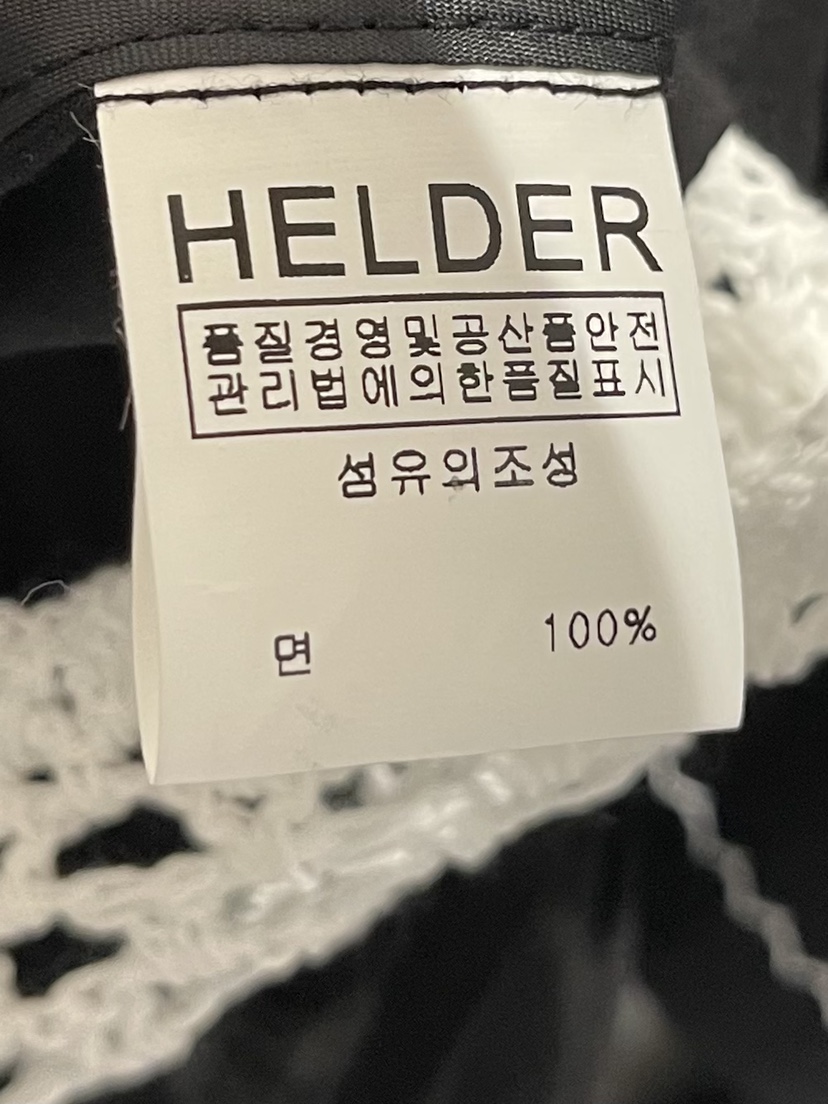 HELDER
품질경영및공산품안전
관리법에의한품질표시
섬유의조성
면 100%